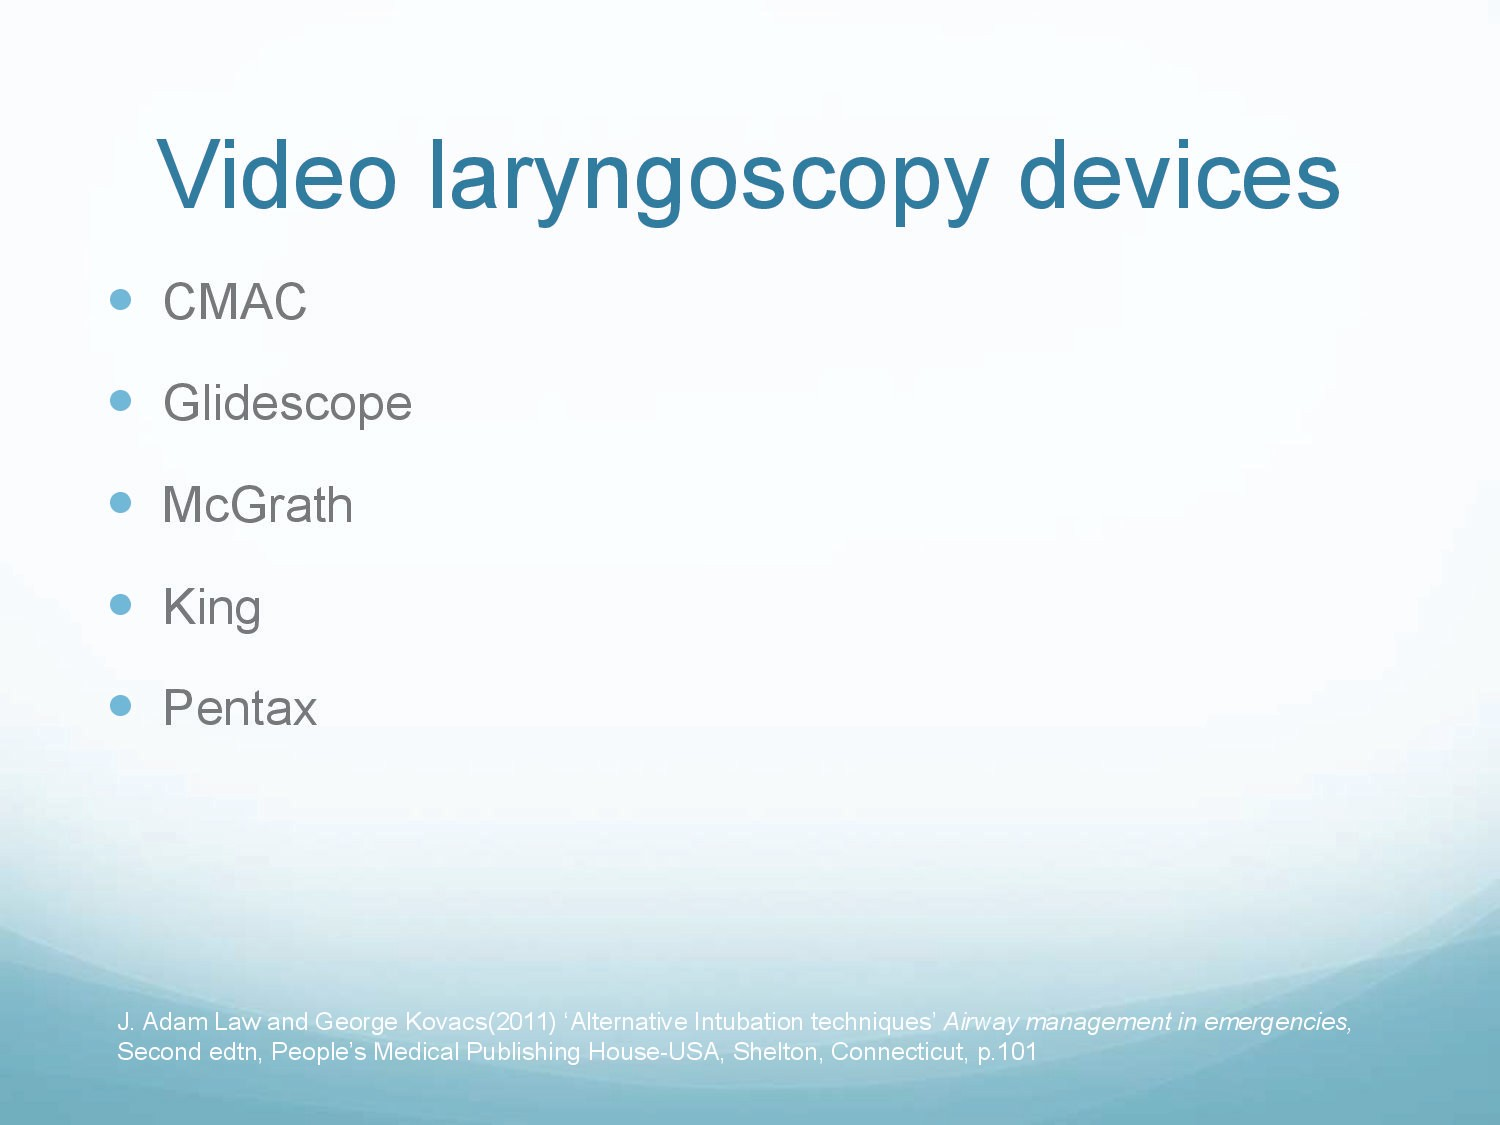 Video laryngoscopy devices
CMAC
Glidescope
McGrath
King
Pentax
J. Adam Law and George Kovacs(2011) ‘Alternative Intubation techniques’ Airway management in emergencies,
Second edtn, People’s Medical Publishing House-USA, Shelton, Connecticut, p.101